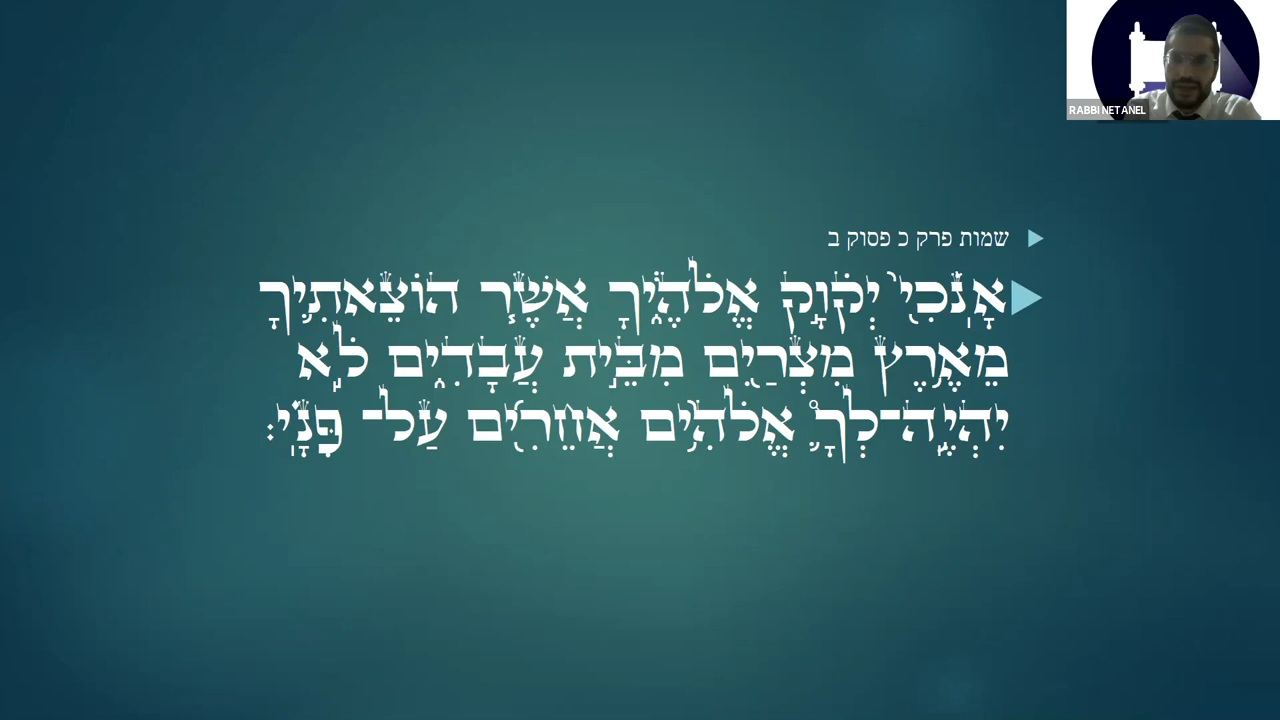 RABBI NETANEL
שמות פרק כ פסוק ב
אָֽנֹכִ֖י֙ יְקֹוָ֣ק אֱלֹהֶ֑֗יךָ אֲשֶׁ֧ר הוֹצֵאתִ֛יךָ
מֵאֶ֥רֶץ מִצְרַ֖יִם מִבֵּ֣ית עֲבָדִ֑ים לֹ֣א
יִהְיֶֽה־לְךָ֛֩ אֱלֹהִ֥֨ים אֲחֵרִ֖֜ים עַל־ פָּנָֽ֗י׃